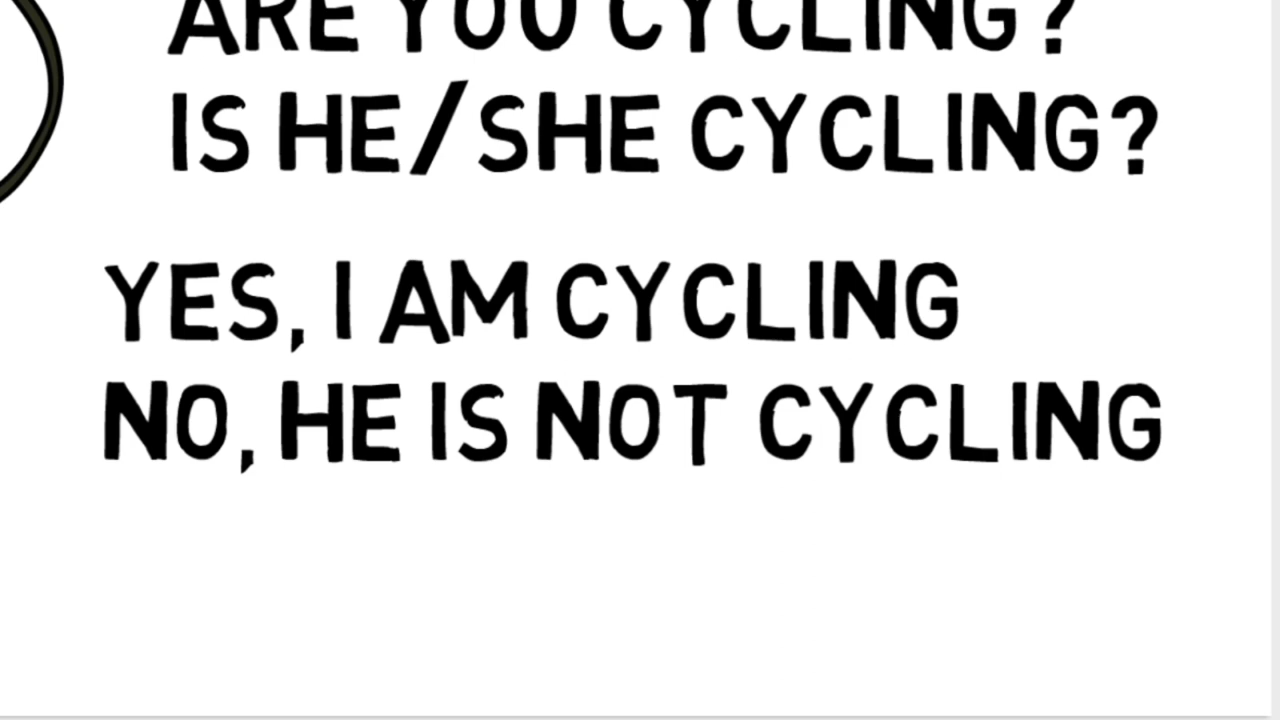 ARE YOU CYCLING?
IS HE/SHE CYCLING?
YES, I AM CYCLING
NO, HE IS NOT CYCLING